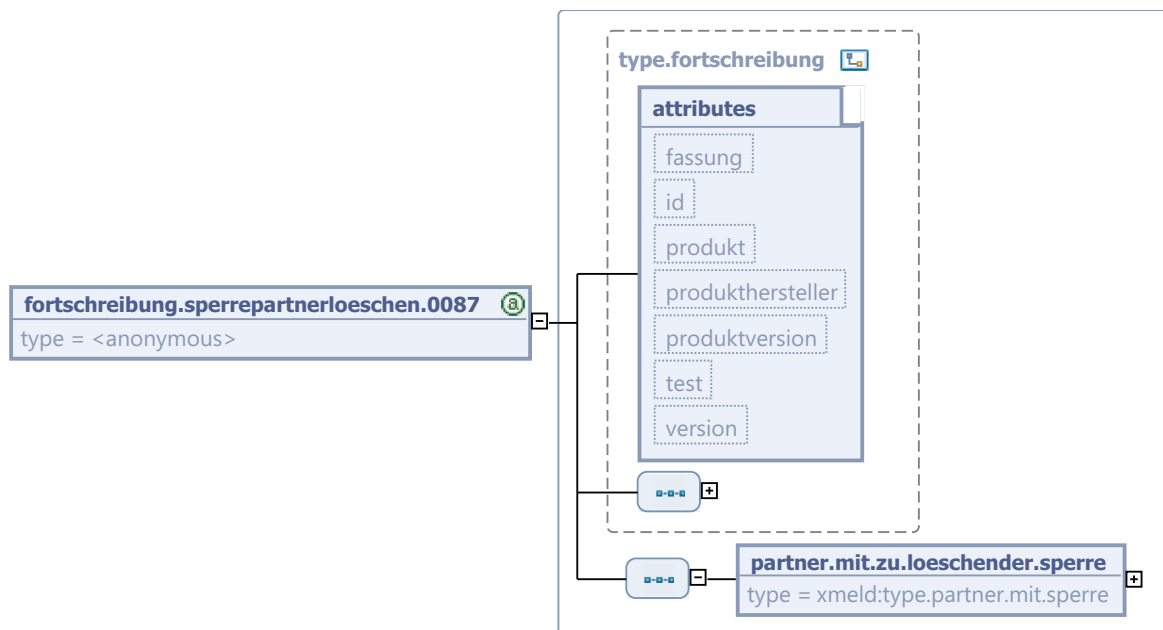 type.fortschreibung
attributes
fassung
id
produkt
produkthersteller
produktversion
test
version
fortschreibung.sperrepartnerloeschen.0087 a
type = <anonymous>
partner.mit.zu.loeschender.sperre
type = xmeld:type.partner.mit.sperre